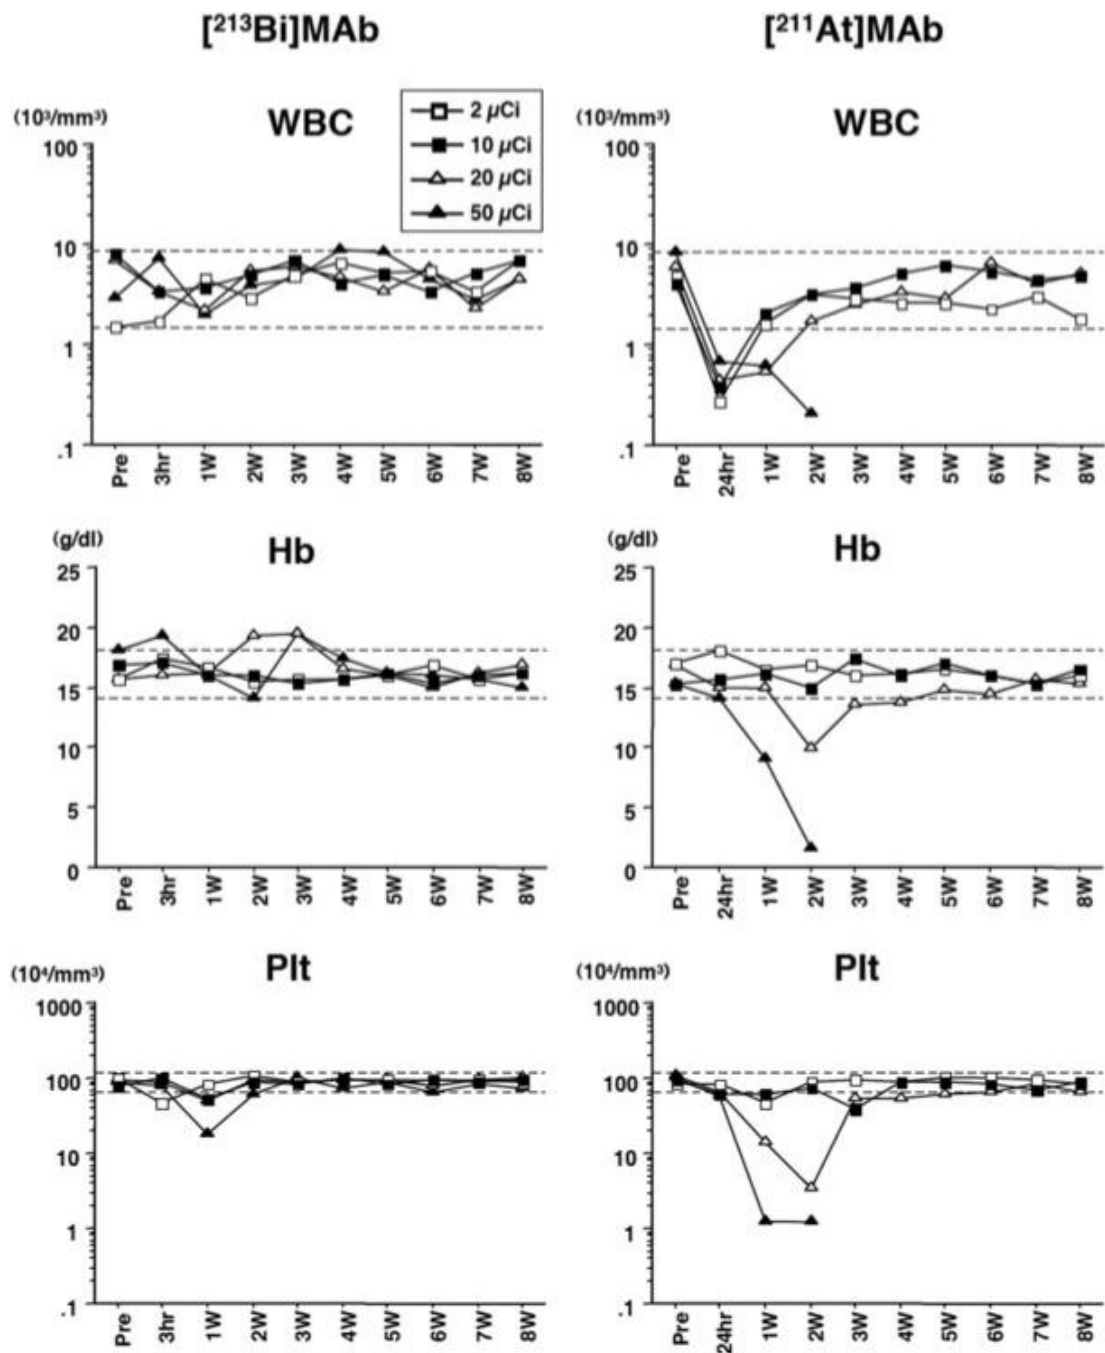 [²¹³Bi]MAb
[²¹¹At]MAb
WBC
(10³/mm³)
2 µCi
10 µCi
20 µCi
50 µCi
100
10
1
.1
Pre 3hr 1W 2W 3W 4W 5W 6W 7W 8W
WBC
(10³/mm³)
100
10
1
.1
Pre 24hr 1W 2W 3W 4W 5W 6W 7W 8W
Hb
(g/dl)
25
20
15
10
5
0
Pre 3hr 1W 2W 3W 4W 5W 6W 7W 8W
Hb
(g/dl)
25
20
15
10
5
0
Pre 24hr 1W 2W 3W 4W 5W 6W 7W 8W
Plt
(10⁴/mm³)
1000
100
10
1
.1
Pre 3hr 1W 2W 3W 4W 5W 6W 7W 8W
Plt
(10⁴/mm³)
1000
100
10
1
.1
Pre 24hr 1W 2W 3W 4W 5W 6W 7W 8W